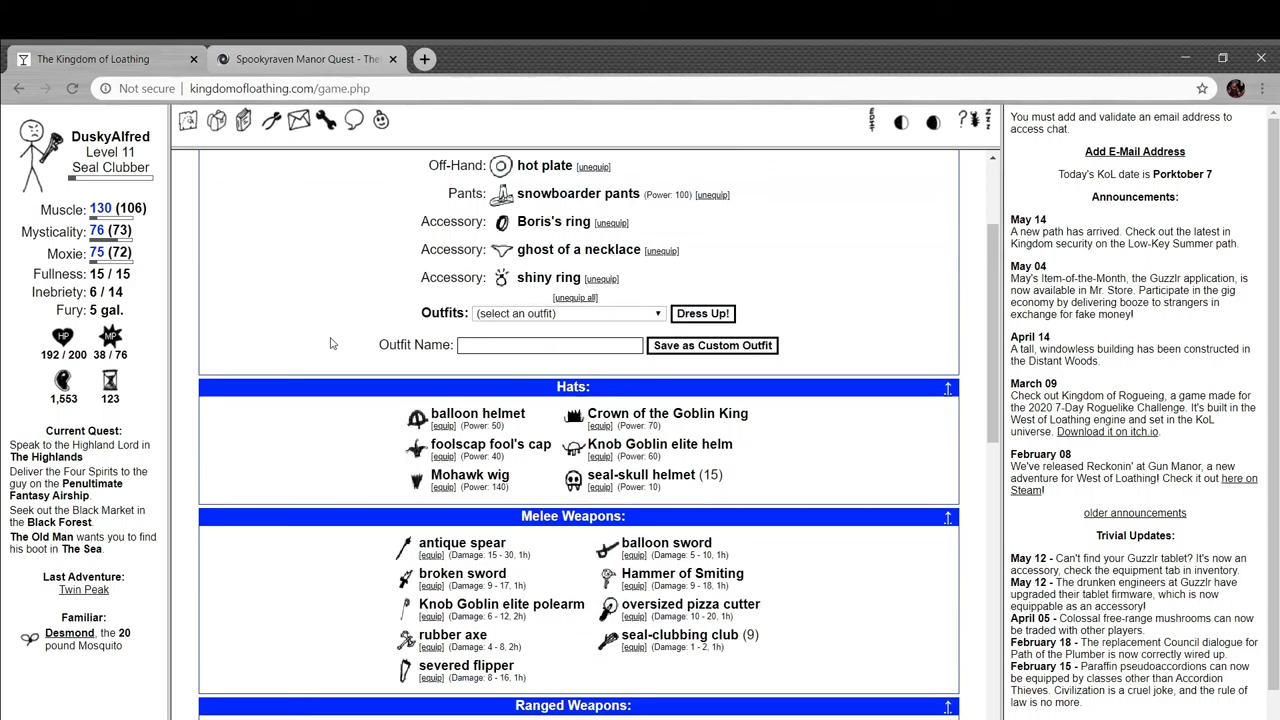 The Kingdom of Loathing
Spookyraven Manor Quest - The
Not secure | kingdomofloathing.com/game.php
DuskyAlfred
Level 11
Seal Clubber
Muscle: 130 (106)
Mysticality: 76 (73)
Moxie: 75 (72)
Fullness: 15 / 15
Inebriety: 6 / 14
Fury: 5 gal.
HP MP
192 / 200 38 / 76
1,553 123
Current Quest:
Speak to the Highland Lord in
The Highlands
Deliver the Four Spirits to the
guy on the Penultimate
Fantasy Airship.
Seek out the Black Market in
the Black Forest.
The Old Man wants you to find
his boot in The Sea.
Last Adventure:
Twin Peak
Familiar:
Desmond, the 20
pound Mosquito
EDIT
? Zzz
Off-Hand: hot plate [unequip]
Pants: snowboarder pants (Power: 100) [unequip]
Accessory: Boris's ring [unequip]
Accessory: ghost of a necklace [unequip]
Accessory: shiny ring [unequip]
[unequip all]
Outfits: (select an outfit) Dress Up!
Outfit Name: Save as Custom Outfit
Hats:
balloon helmet
[equip] (Power: 50)
Crown of the Goblin King
[equip] (Power: 70)
foolscap fool's cap
[equip] (Power: 40)
Knob Goblin elite helm
[equip] (Power: 60)
Mohawk wig
[equip] (Power: 140)
seal-skull helmet (15)
[equip] (Power: 10)
Melee Weapons:
antique spear
[equip] (Damage: 15 - 30, 1h)
balloon sword
[equip] (Damage: 5 - 10, 1h)
broken sword
[equip] (Damage: 9 - 17, 1h)
Hammer of Smiting
[equip] (Damage: 9 - 18, 1h)
Knob Goblin elite polearm
[equip] (Damage: 6 - 12, 2h)
oversized pizza cutter
[equip] (Damage: 10 - 20, 1h)
rubber axe
[equip] (Damage: 4 - 8, 2h)
seal-clubbing club (9)
[equip] (Damage: 1 - 2, 1h)
severed flipper
[equip] (Damage: 8 - 16, 1h)
Ranged Weapons:
You must add and validate an email address to
access chat.
Add E-Mail Address
Today's KoL date is Porktober 7
Announcements:
May 14
A new path has arrived. Check out the latest in
Kingdom security on the Low-Key Summer path.
May 04
May's Item-of-the-Month, the Guzzlr application, is
now available in Mr. Store. Participate in the gig
economy by delivering booze to strangers in
exchange for fake money!
April 14
A tall, windowless building has been constructed in
the Distant Woods.
March 09
Check out Kingdom of Rogueing, a game made for
the 2020 7-Day Roguelike Challenge. It's built in the
West of Loathing engine and set in the KoL
universe. Download it on itch.io.
February 08
We've released Reckonin' at Gun Manor, a new
adventure for West of Loathing! Check it out here on
Steam!
older announcements
Trivial Updates:
May 12 - Can't find your Guzzlr tablet? It's now an
accessory, check the equipment tab in inventory.
May 12 - The drunken engineers at Guzzlr have
upgraded their tablet firmware, which is now
equippable as an accessory!
April 05 - Colossal free-range mushrooms can now
be traded with other players.
February 18 - The replacement Council dialogue for
Path of the Plumber is now correctly wired up.
February 15 - Paraffin pseudoaccordions can now
be equipped by classes other than Accordion
Thieves. Civilization is a cruel joke, and the rule of
law is no more.